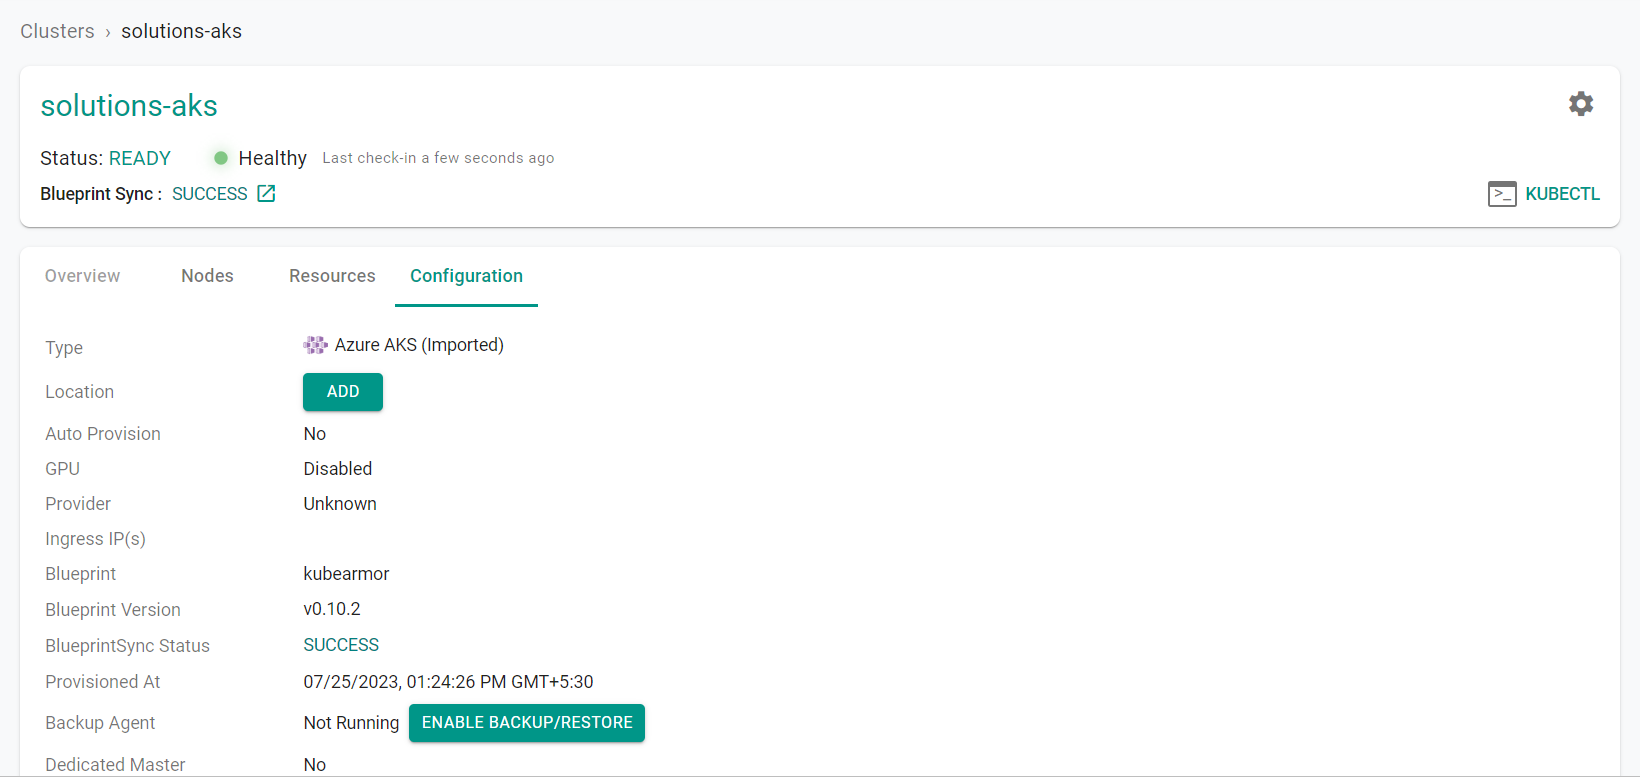 Clusters › solutions-aks
solutions-aks
Status: READY Healthy Last check-in a few seconds ago
Blueprint Sync : SUCCESS
>_ KUBECTL
Overview Nodes Resources Configuration
Type Azure AKS (Imported)
Location ADD
Auto Provision No
GPU Disabled
Provider Unknown
Ingress IP(s)
Blueprint kubearmor
Blueprint Version v0.10.2
BlueprintSync Status SUCCESS
Provisioned At 07/25/2023, 01:24:26 PM GMT+5:30
Backup Agent Not Running ENABLE BACKUP/RESTORE
Dedicated Master No